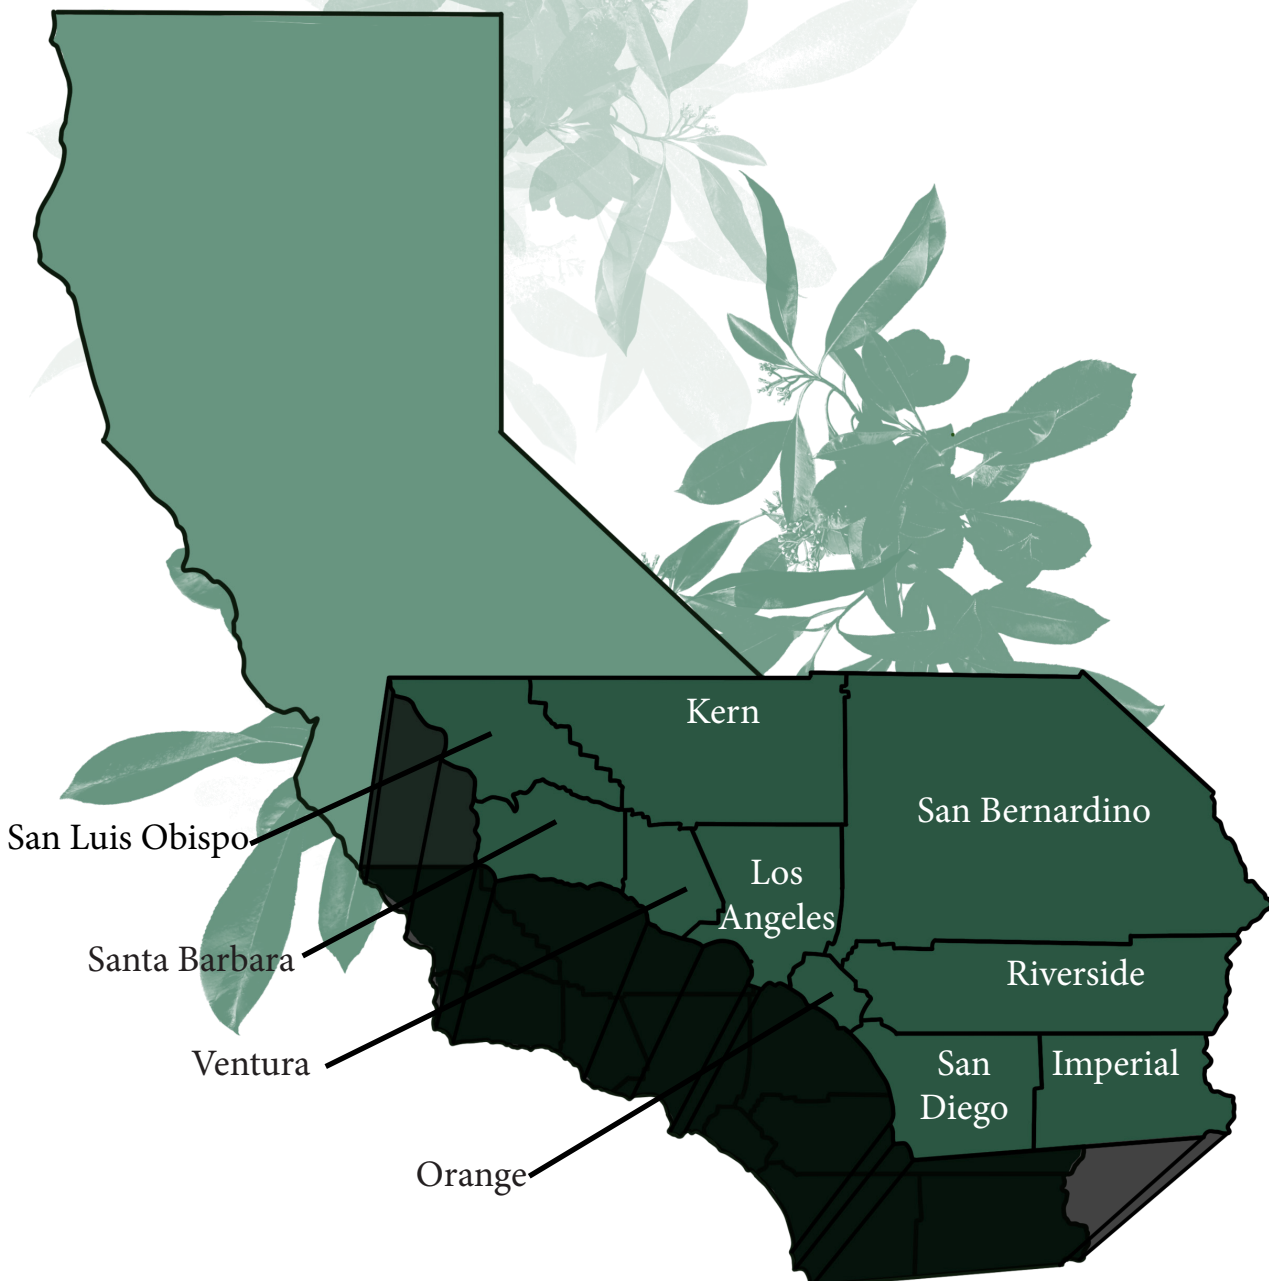 Kern
San Bernardino
San Luis Obispo
Los
Angeles
Santa Barbara
Riverside
Ventura
San
Diego
Imperial
Orange